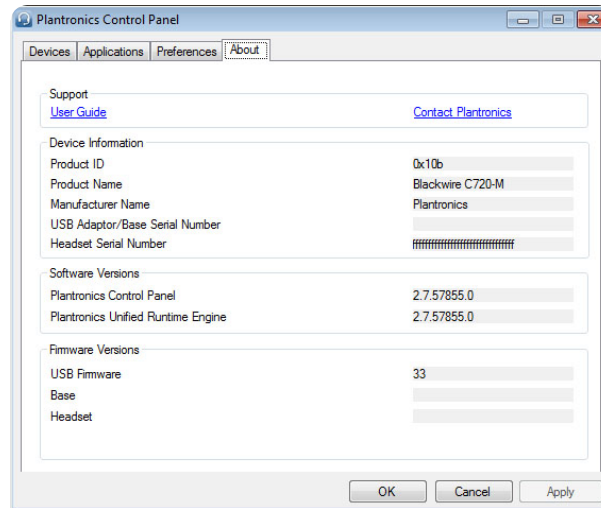 Plantronics Control Panel
Devices Applications Preferences About
Support
User Guide Contact Plantronics
Device Information
Product ID 0x10b
Product Name Blackwire C720-M
Manufacturer Name Plantronics
USB Adaptor/Base Serial Number
Headset Serial Number
Software Versions
Plantronics Control Panel 2.7.57855.0
Plantronics Unified Runtime Engine 2.7.57855.0
Firmware Versions
USB Firmware 33
Base
Headset
OK Cancel Apply